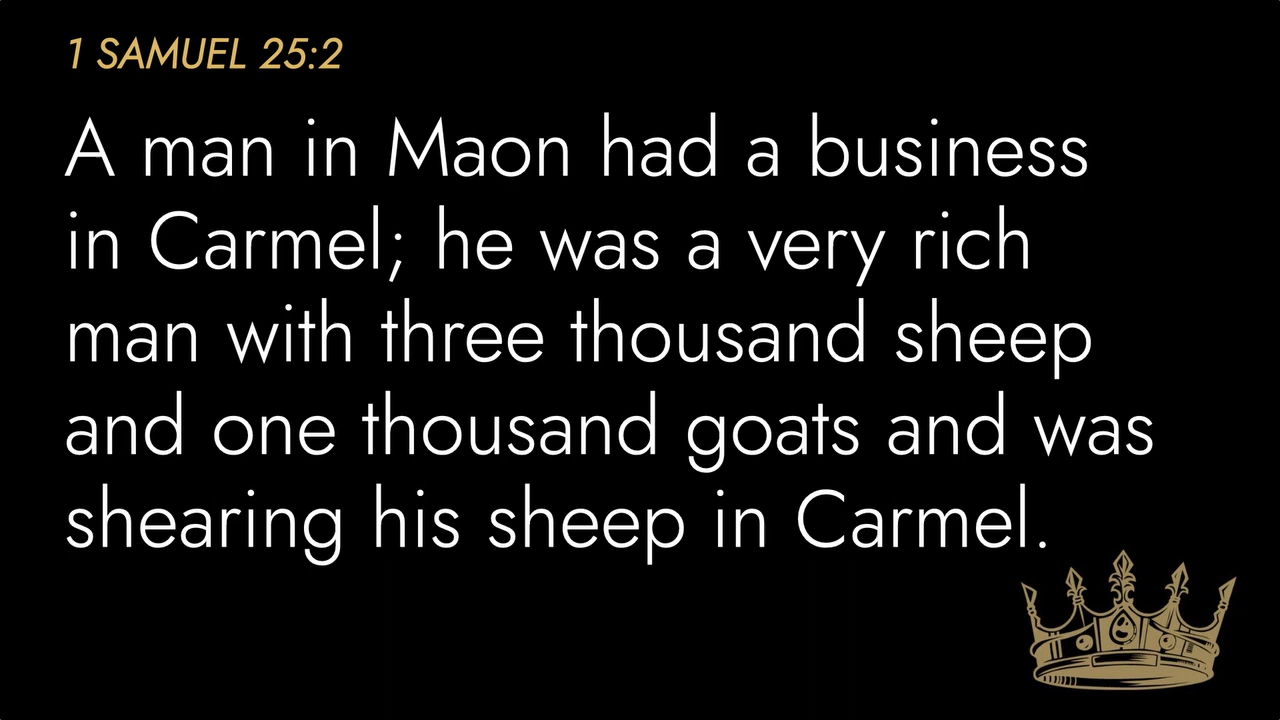 1 SAMUEL 25:2
A man in Maon had a business
in Carmel; he was a very rich
man with three thousand sheep
and one thousand goats and was
shearing his sheep in Carmel.